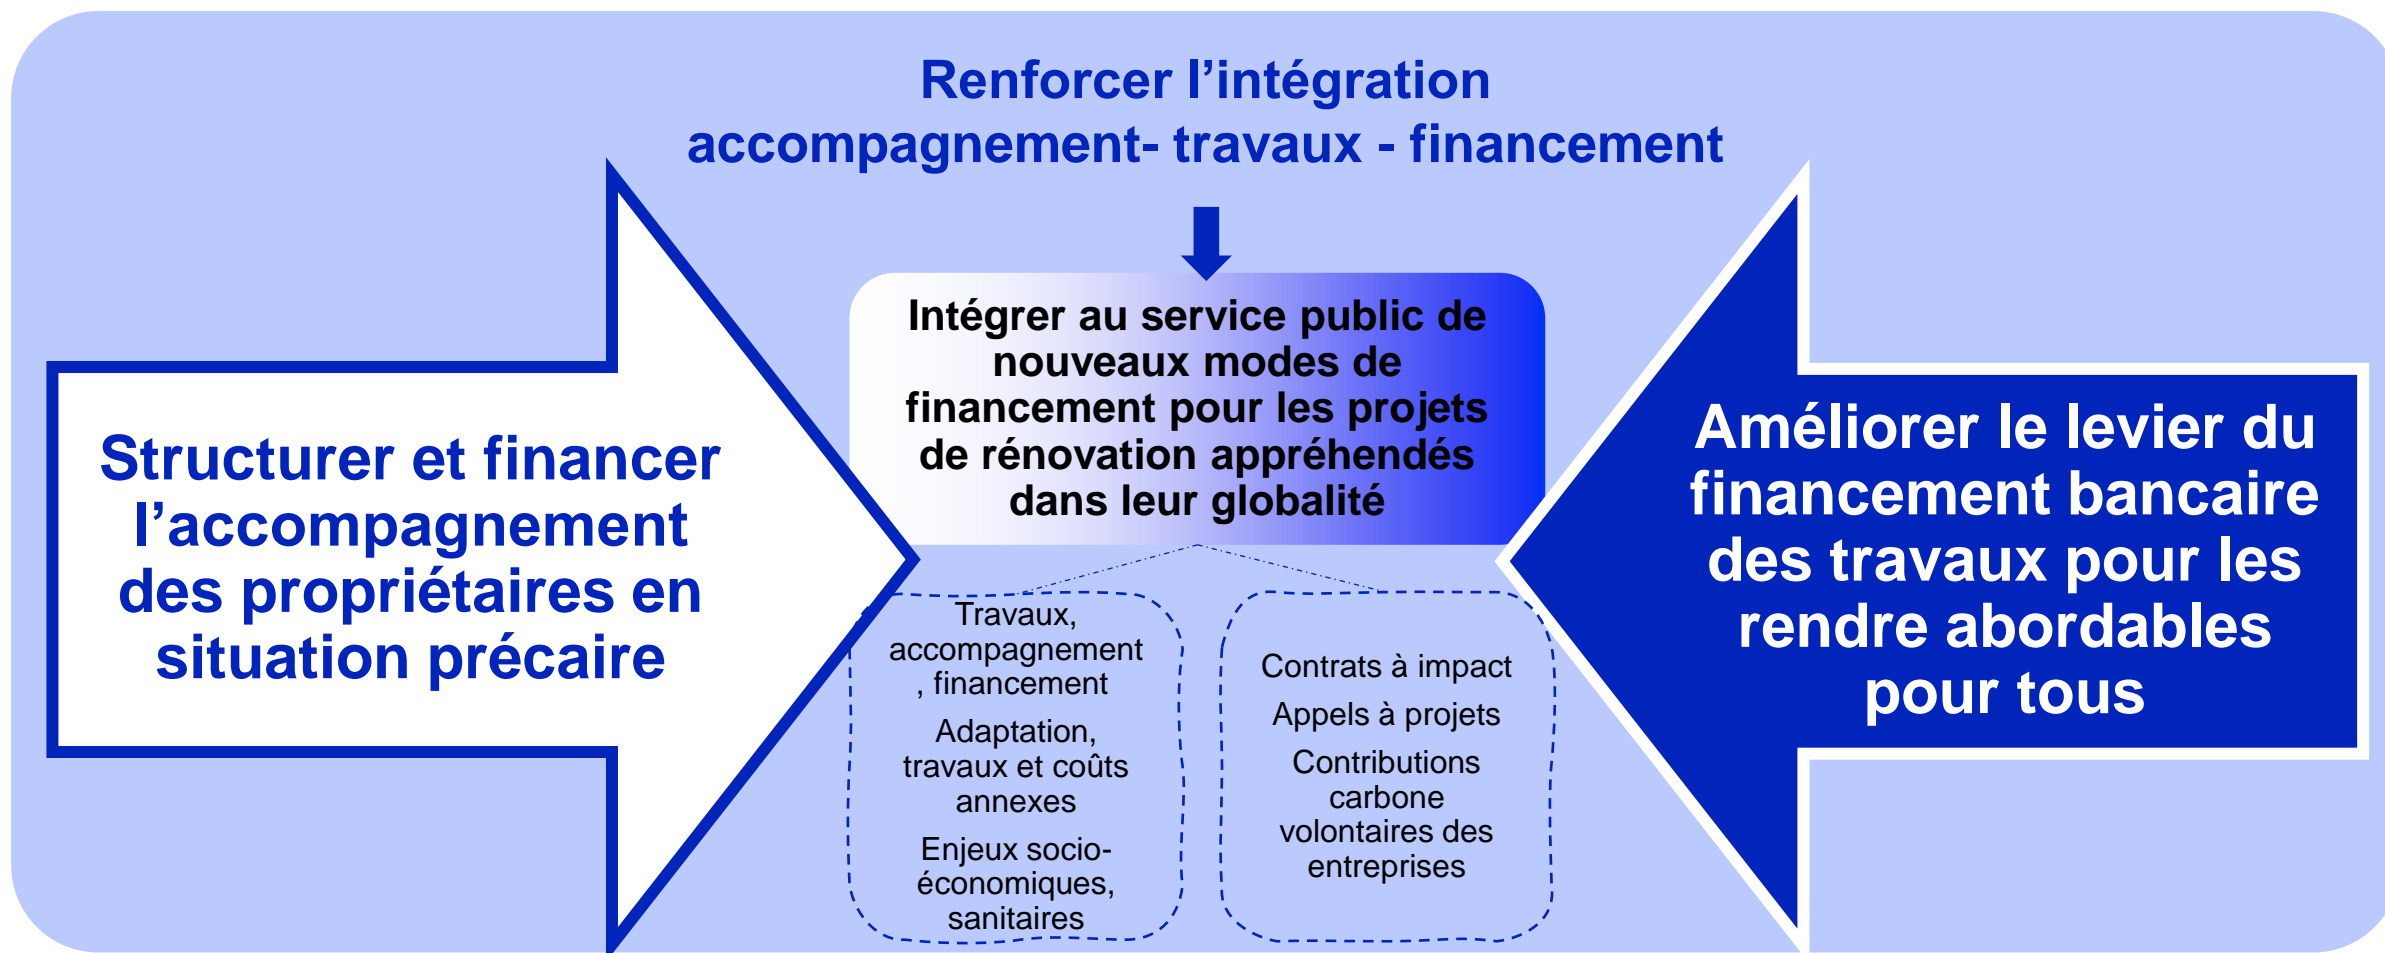 Renforcer l’intégration
accompagnement- travaux - financement
Structurer et financer
l’accompagnement
des propriétaires en
situation précaire
Intégrer au service public de
nouveaux modes de
financement pour les projets
de rénovation appréhendés
dans leur globalité
Travaux,
accompagnement
, financement
Adaptation,
travaux et coûts
annexes
Enjeux socio-
économiques,
sanitaires
Contrats à impact
Appels à projets
Contributions
carbone
volontaires des
entreprises
Améliorer le levier du
financement bancaire
des travaux pour les
rendre abordables
pour tous